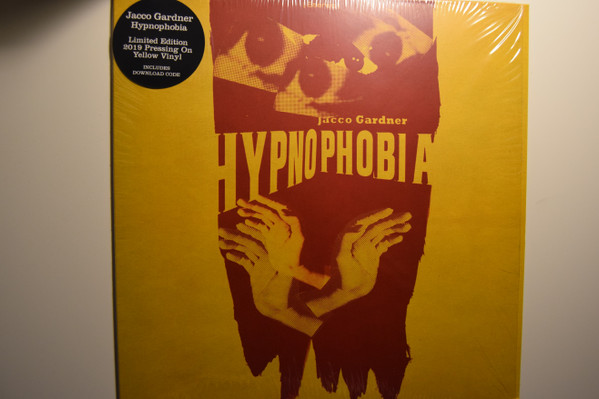 Jacco Gardner
Hypnophobia
Limited Edition
2019 Pressing On
Yellow Vinyl
INCLUDES
DOWNLOAD CODE
Jacco Gardner
HYPNOPHOBIA